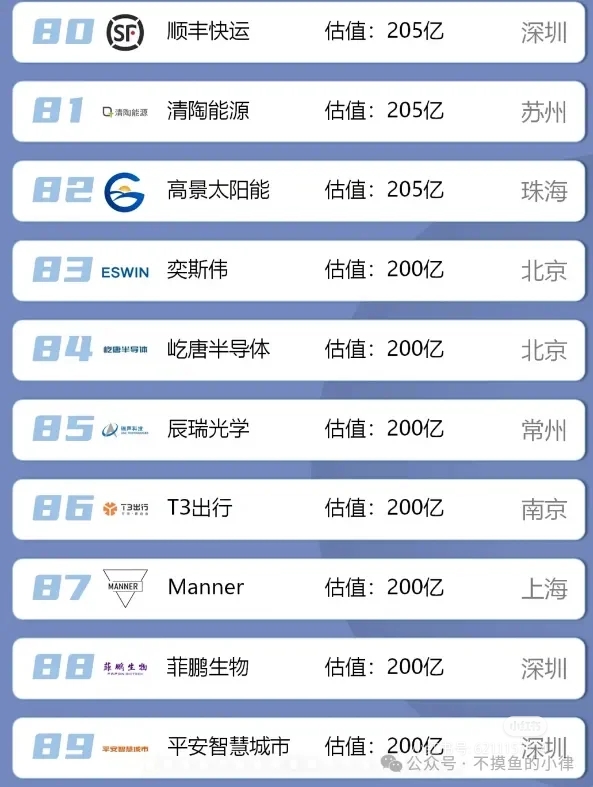 80 SF 顺丰快运 估值：205亿 深圳
81 清陶能源 清陶能源 估值：205亿 苏州
82 高景太阳能 估值：205亿 珠海
83 ESWIN 奕斯伟 估值：200亿 北京
84 屹唐半导体 屹唐半导体 估值：200亿 北京
85 辰瑞光学 估值：200亿 常州
86 T3出行 T3出行 估值：200亿 南京
87 MANNER Manner 估值：200亿 上海
88 菲鹏生物 菲鹏生物 估值：200亿 深圳
89 平安智慧城市 平安智慧城市 估值：200亿 深圳
小红书
公众号·不摸鱼的小律